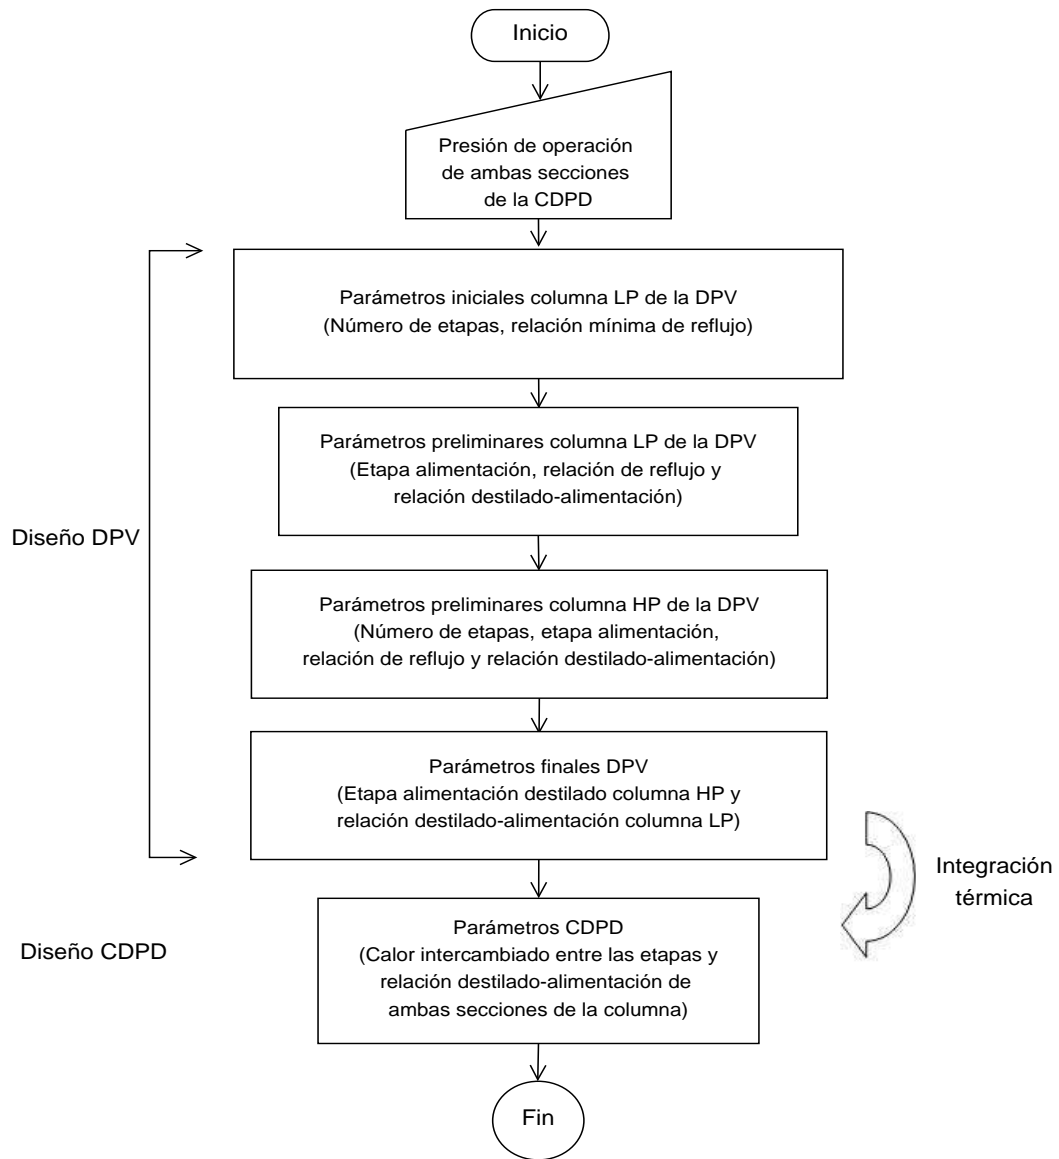 Inicio
Presión de operación
de ambas secciones
de la CDPD
Parámetros iniciales columna LP de la DPV
(Número de etapas, relación mínima de reflujo)
Parámetros preliminares columna LP de la DPV
(Etapa alimentación, relación de reflujo y
relación destilado-alimentación)
Diseño DPV
Parámetros preliminares columna HP de la DPV
(Número de etapas, etapa alimentación,
relación de reflujo y relación destilado-alimentación)
Parámetros finales DPV
(Etapa alimentación destilado columna HP y
relación destilado-alimentación columna LP)
Integración
térmica
Diseño CDPD
Parámetros CDPD
(Calor intercambiado entre las etapas y
relación destilado-alimentación de
ambas secciones de la columna)
Fin